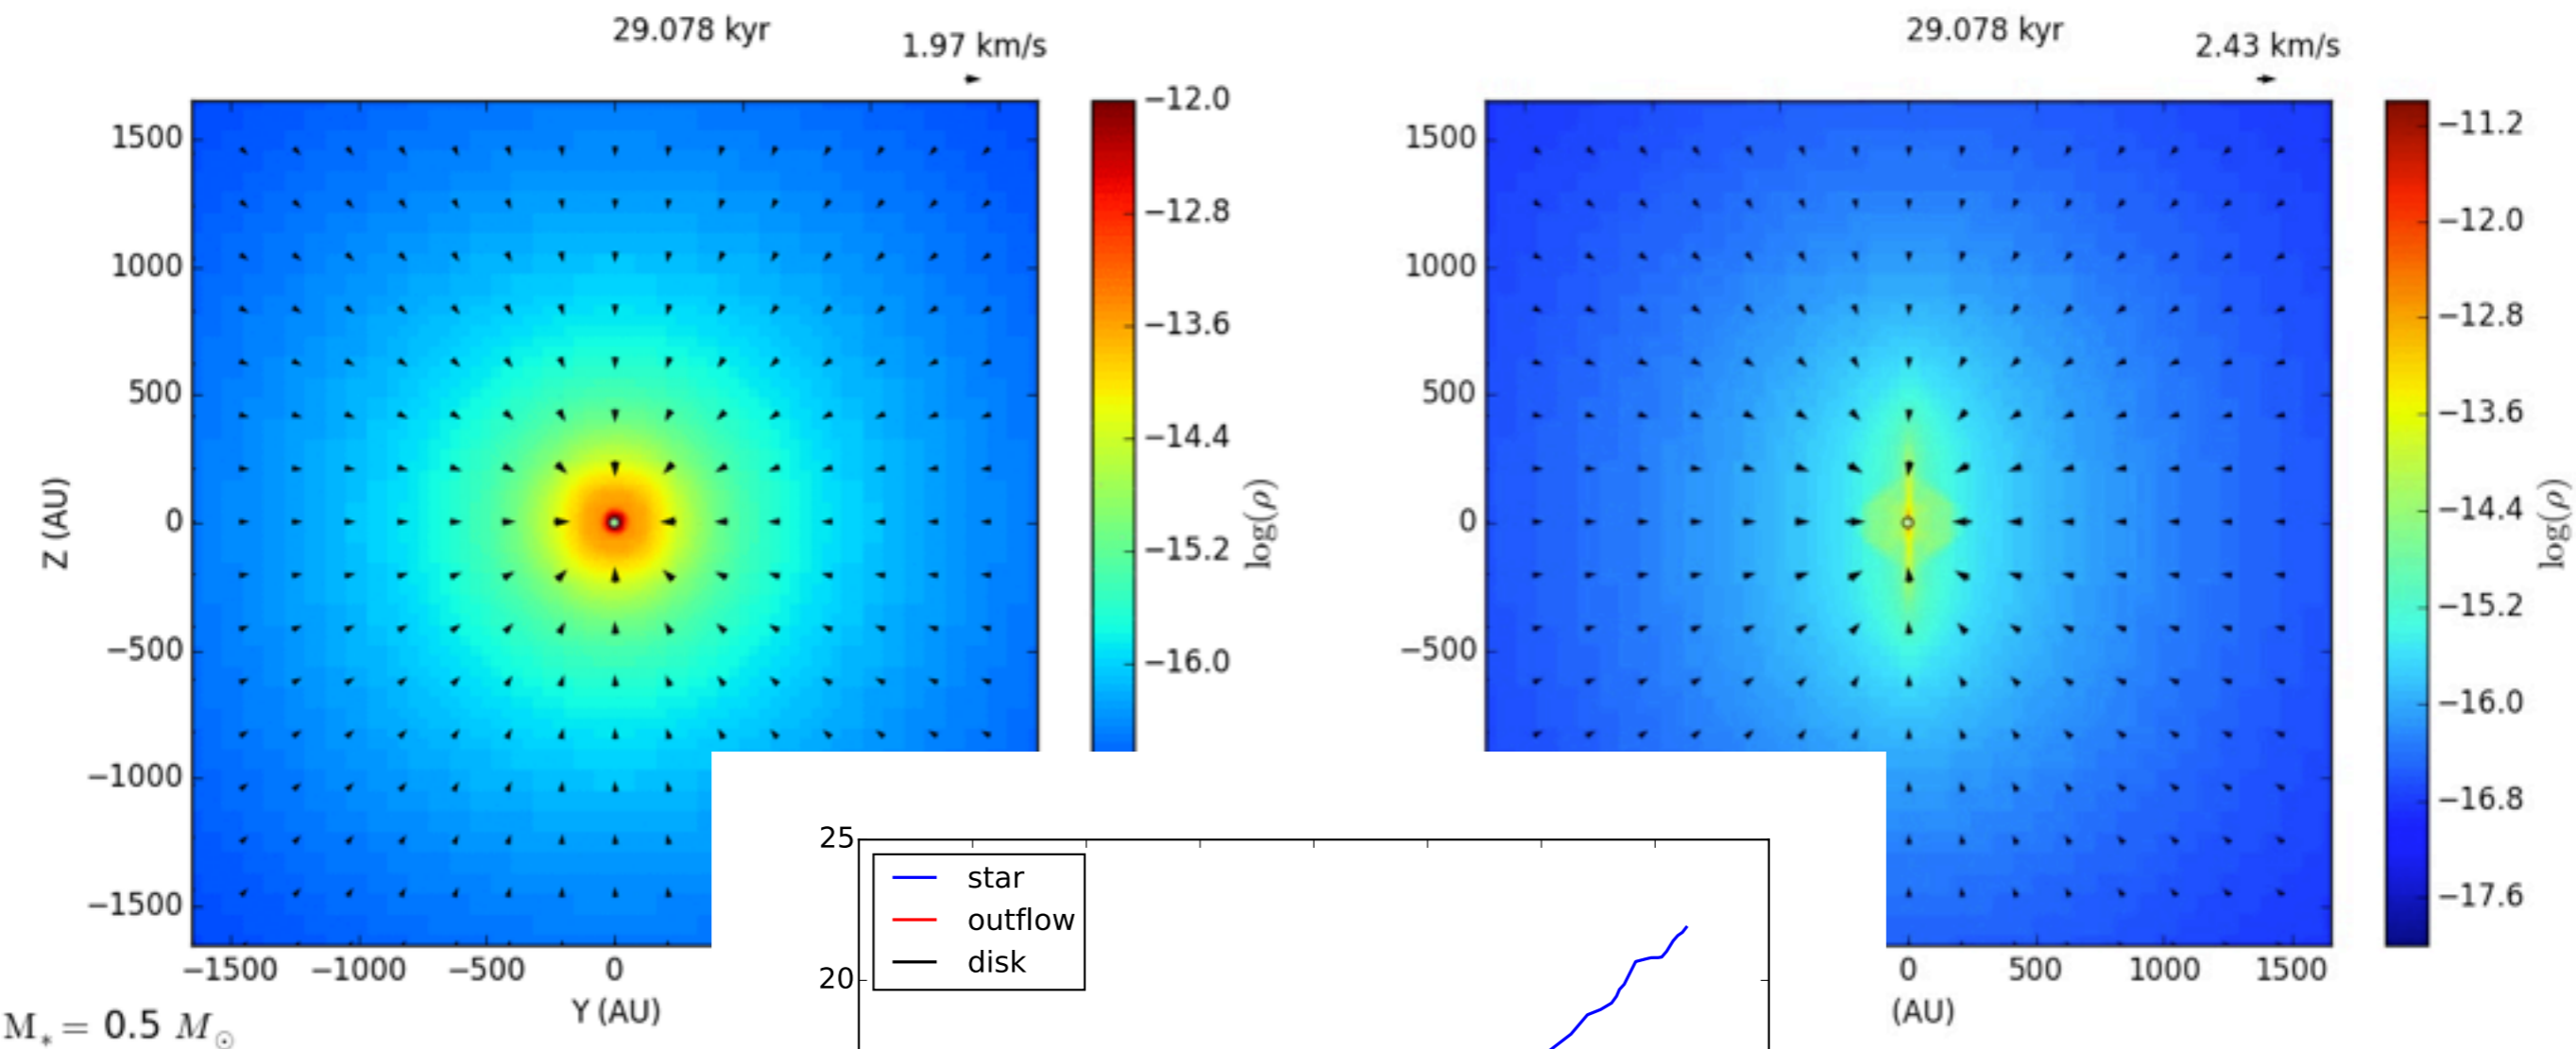 29.078 kyr
1.97 km/s
1500
1000
500
0
−500
−1000
−1500
Z (AU)
−1500 −1000 −500 0
Y (AU)
−12.0
−12.8
−13.6
−14.4
−15.2
−16.0
log(ρ)
M* = 0.5 M☉
25
20
star
outflow
disk
29.078 kyr
2.43 km/s
1500
1000
500
0
−500
0 500 1000 1500
(AU)
−11.2
−12.0
−12.8
−13.6
−14.4
−15.2
−16.0
−16.8
−17.6
log(ρ)